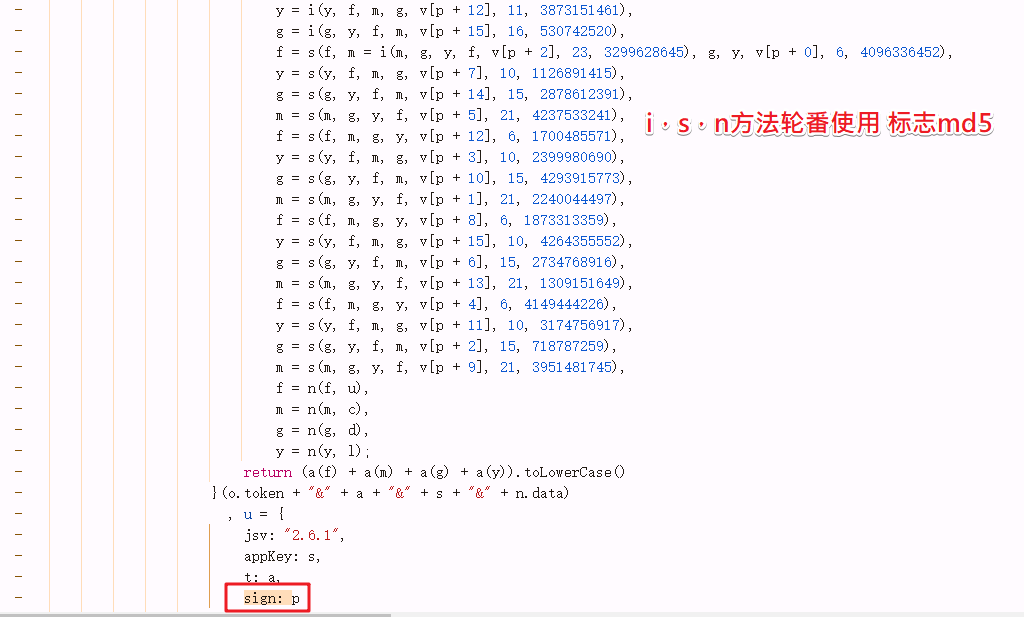 y = i(y, f, m, g, v[p + 12], 11, 3873151461),
g = i(g, y, f, m, v[p + 15], 16, 530742520),
f = s(f, m = i(m, g, y, f, v[p + 2], 23, 3299628645), g, y, v[p + 0], 6, 4096336452),
y = s(y, f, m, g, v[p + 7], 10, 1126891415),
g = s(g, y, f, m, v[p + 14], 15, 2878612391),
m = s(m, g, y, f, v[p + 5], 21, 4237533241),
f = s(f, m, g, y, v[p + 12], 6, 1700485571),
i · s · n方法轮番使用 标志md5
y = s(y, f, m, g, v[p + 3], 10, 2399980690),
g = s(g, y, f, m, v[p + 10], 15, 4293915773),
m = s(m, g, y, f, v[p + 1], 21, 2240044497),
f = s(f, m, g, y, v[p + 8], 6, 1873313359),
y = s(y, f, m, g, v[p + 15], 10, 4264355552),
g = s(g, y, f, m, v[p + 6], 15, 2734768916),
m = s(m, g, y, f, v[p + 13], 21, 1309151649),
f = s(f, m, g, y, v[p + 4], 6, 4149444226),
y = s(y, f, m, g, v[p + 11], 10, 3174756917),
g = s(g, y, f, m, v[p + 2], 15, 718787259),
m = s(m, g, y, f, v[p + 9], 21, 3951481745),
f = n(f, u),
m = n(m, c),
g = n(g, d),
y = n(y, l);
return (a(f) + a(m) + a(g) + a(y)).toLowerCase()
}(o.token + "&" + a + "&" + s + "&" + n.data)
, u = {
jsv: "2.6.1",
appKey: s,
t: a,
sign: p